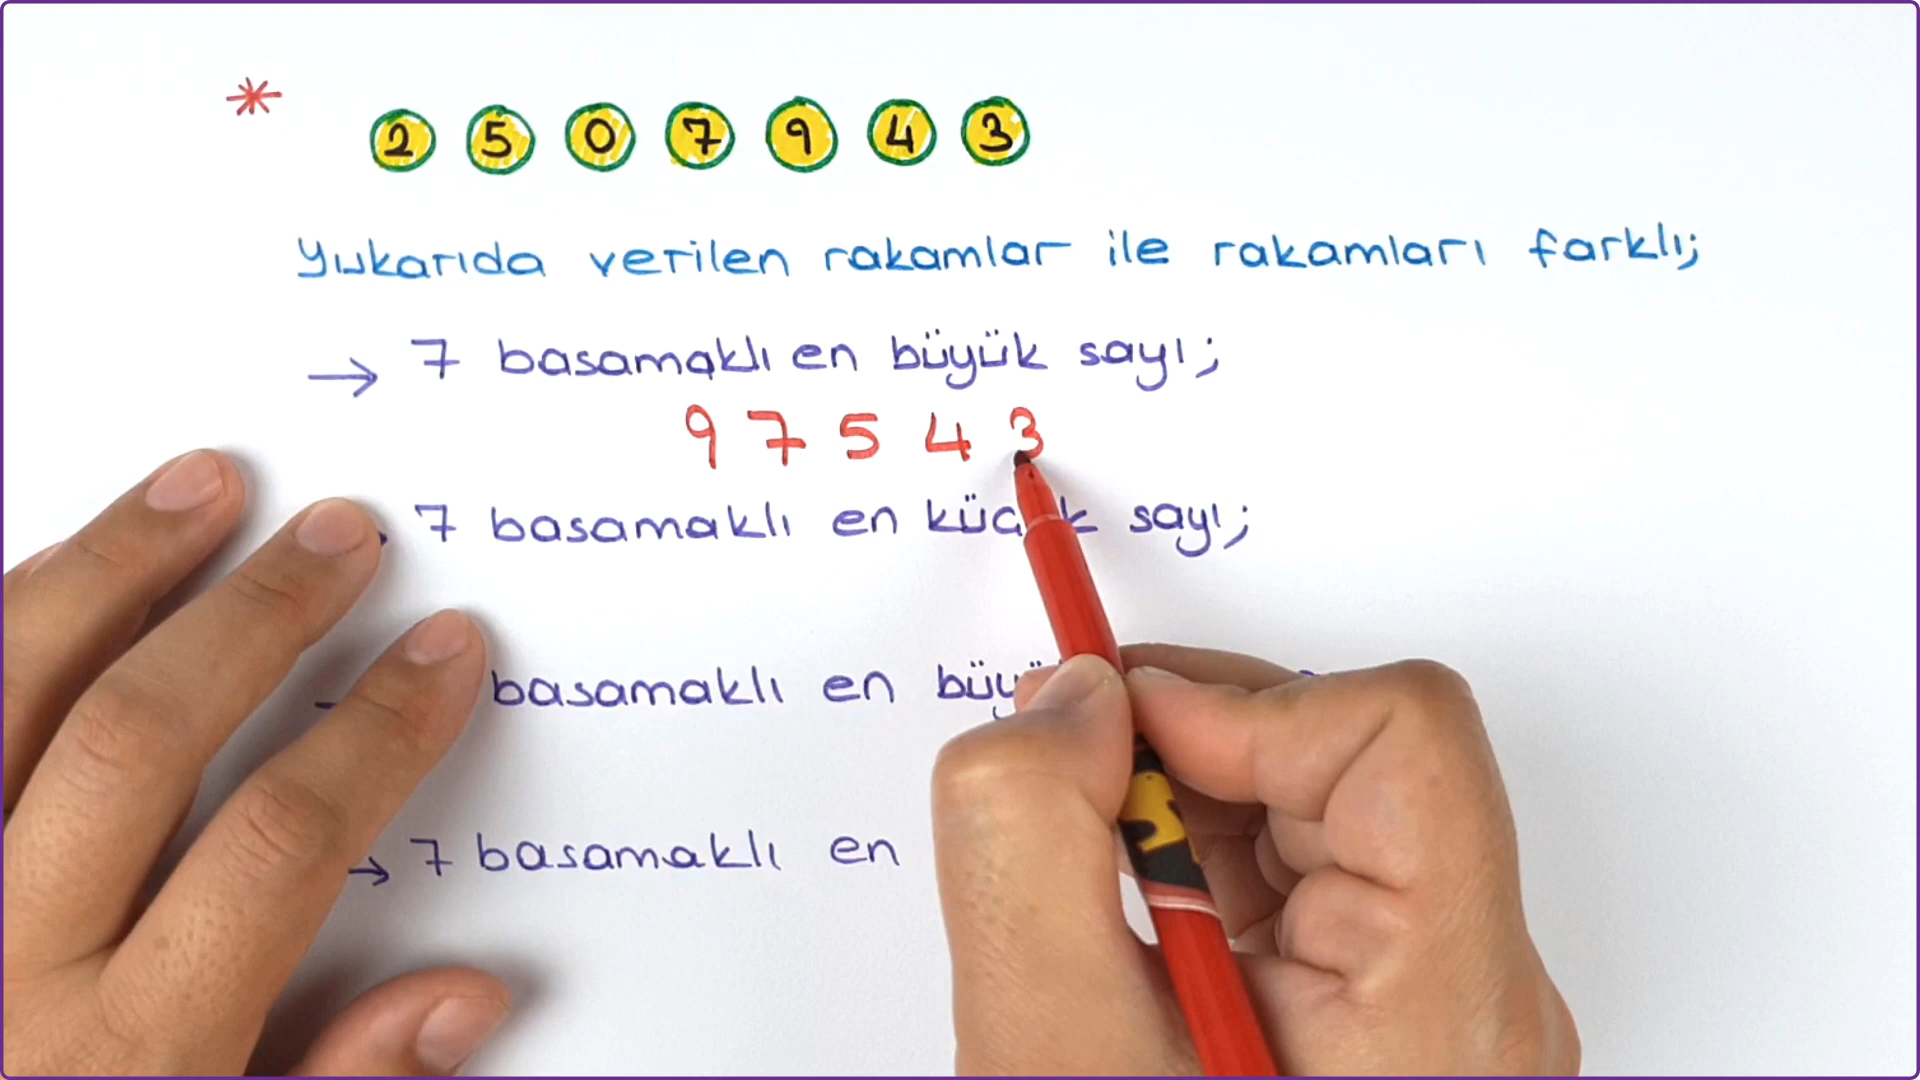 * 2 5 0 7 9 4 3
Yukarıda verilen rakamlar ile rakamları farklı;
→ 7 basamaklı en büyük sayı;
9 7 5 4 3
7 basamaklı en sayı;
basamaklı en
→ 7 basamaklı en